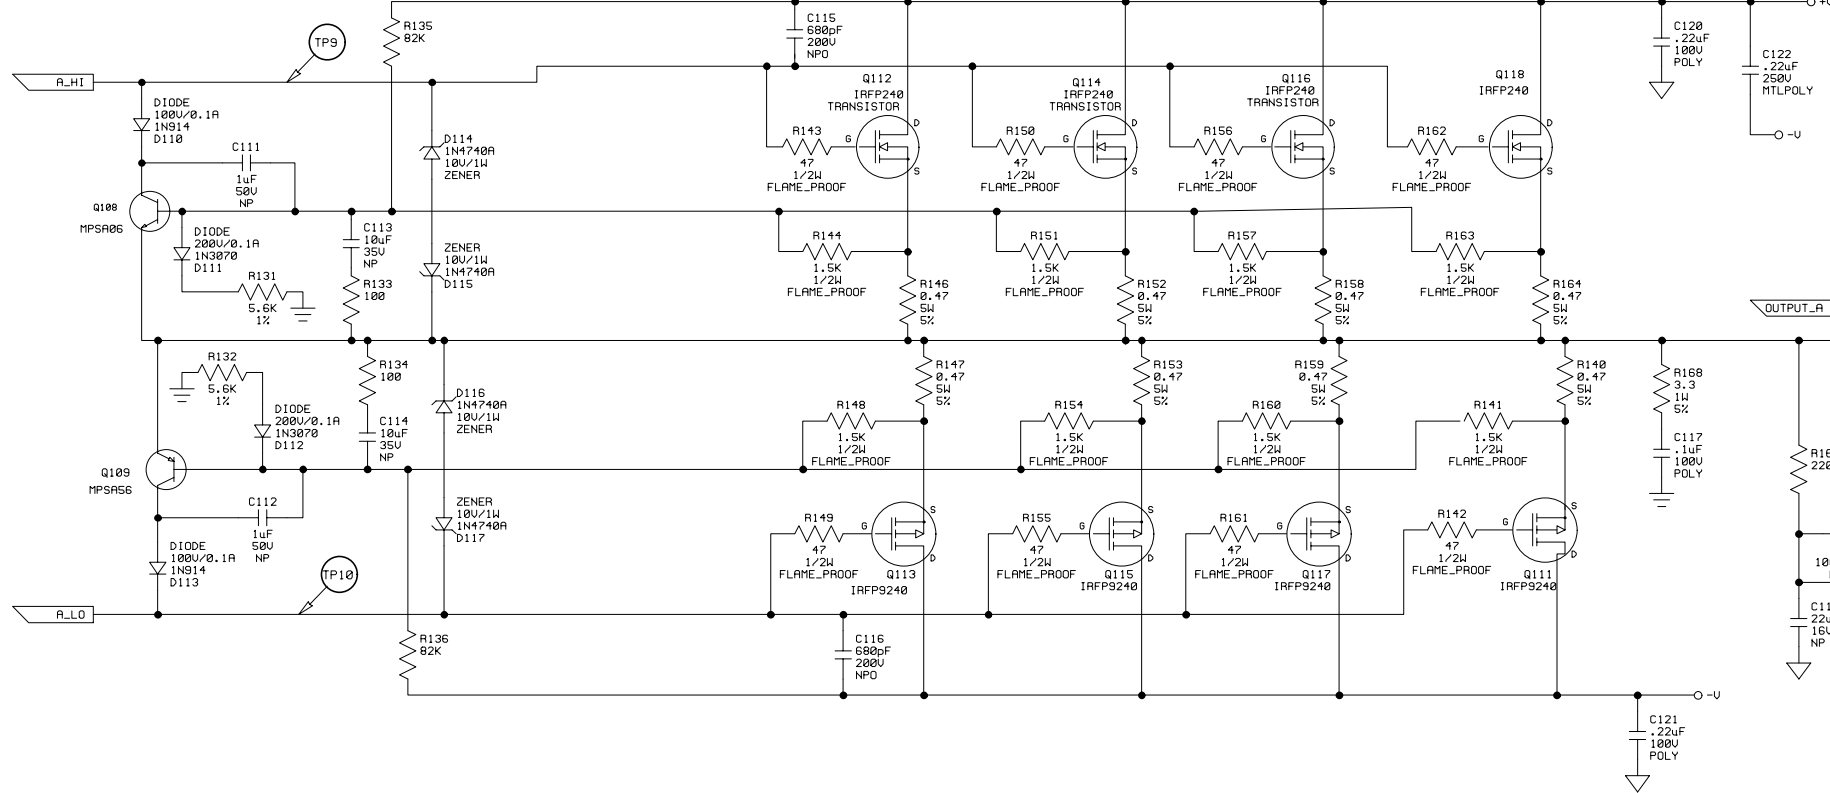 R135
82K
TP9
A_HI
DIODE
100V/0.1A
1N914
D110
C111
1uF
50V
NP
Q108
MPSA06
DIODE
200V/0.1A
1N3070
D111
R131
5.6K
1%
C113
10uF
35V
NP
R133
100
D114
1N4740A
10V/1W
ZENER
ZENER
10V/1W
1N4740A
D115
C115
680pF
200V
NPO
Q112
IRFP240
TRANSISTOR
D
G
S
R143
47
1/2W
FLAME_PROOF
R144
1.5K
1/2W
FLAME_PROOF
R146
0.47
5W
5%
Q114
IRFP240
TRANSISTOR
D
G
S
R150
47
1/2W
FLAME_PROOF
R151
1.5K
1/2W
FLAME_PROOF
R152
0.47
5W
5%
Q116
IRFP240
TRANSISTOR
D
G
S
R156
47
1/2W
FLAME_PROOF
R157
1.5K
1/2W
FLAME_PROOF
R158
0.47
5W
5%
Q118
IRFP240
D
G
S
R162
47
1/2W
FLAME_PROOF
R163
1.5K
1/2W
FLAME_PROOF
R164
0.47
5W
5%
C120
.22uF
100V
POLY
C122
.22uF
250V
MTLPOLY
-V
OUTPUT_A
R132
5.6K
1%
DIODE
200V/0.1A
1N3070
D112
R134
100
C114
10uF
35V
NP
D116
1N4740A
10V/1W
ZENER
ZENER
10V/1W
1N4740A
D117
Q109
MPSA56
C112
1uF
50V
NP
DIODE
100V/0.1A
1N914
D113
TP10
A_LO
R136
82K
R147
0.47
5W
5%
R148
1.5K
1/2W
FLAME_PROOF
R149
47
1/2W
FLAME_PROOF
S
G
D
Q113
IRFP9240
C116
680pF
200V
NPO
R153
0.47
5W
5%
R154
1.5K
1/2W
FLAME_PROOF
R155
47
1/2W
FLAME_PROOF
S
G
D
Q115
IRFP9240
R159
0.47
5W
5%
R160
1.5K
1/2W
FLAME_PROOF
R161
47
1/2W
FLAME_PROOF
S
G
D
Q117
IRFP9240
R140
0.47
5W
5%
R141
1.5K
1/2W
FLAME_PROOF
R142
47
1/2W
FLAME_PROOF
S
G
D
Q111
IRFP9240
R168
3.3
1W
5%
C117
.1uF
100V
POLY
NP
-V
C121
.22uF
100V
POLY